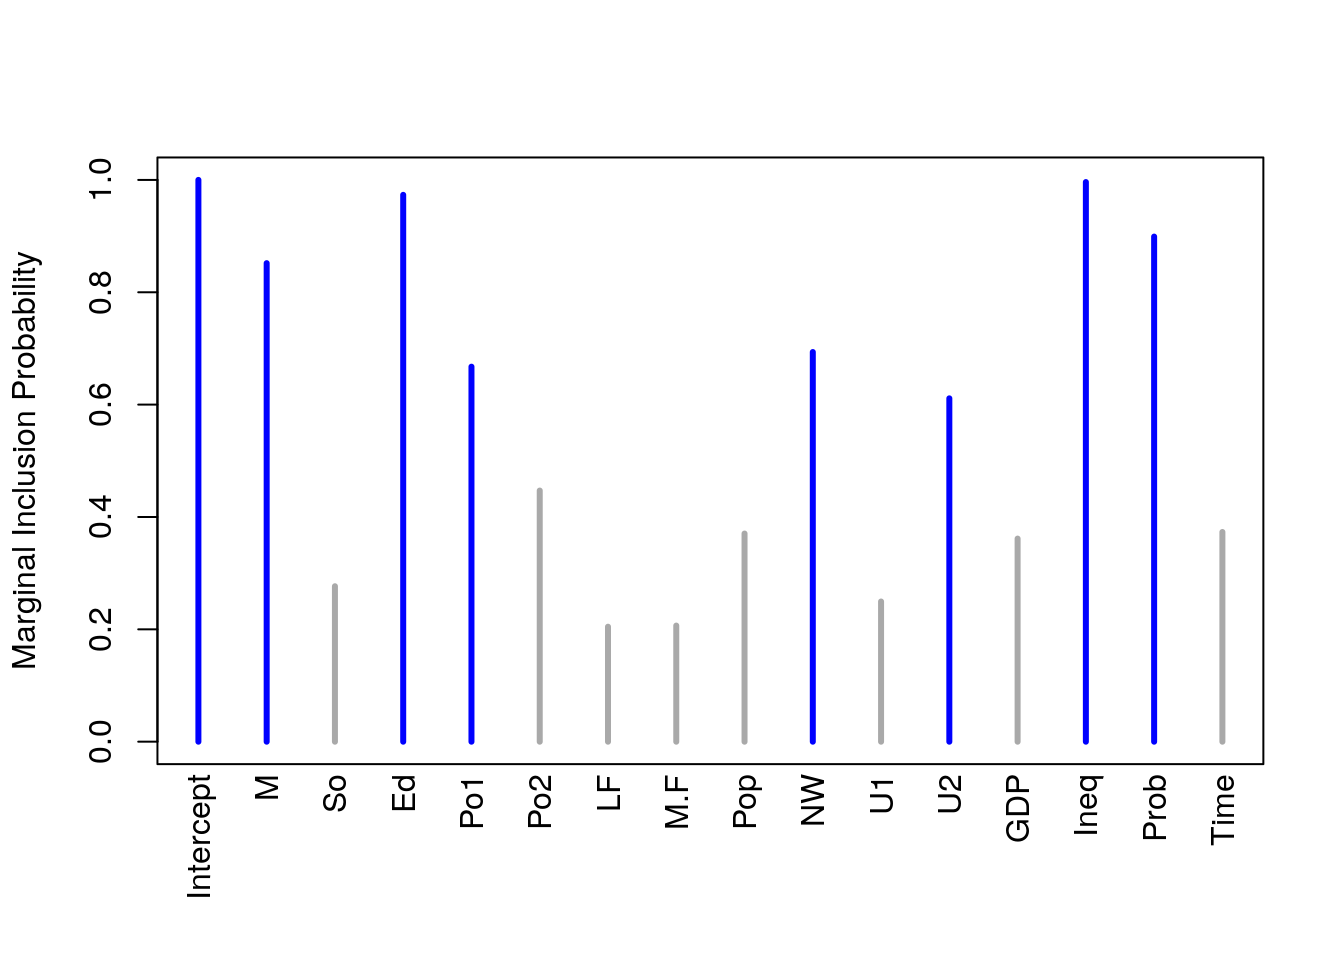 Marginal Inclusion Probability
1.0
0.8
0.6
0.4
0.2
0.0
Intercept
M
So
Ed
Po1
Po2
LF
M.F
Pop
NW
U1
U2
GDP
Ineq
Prob
Time